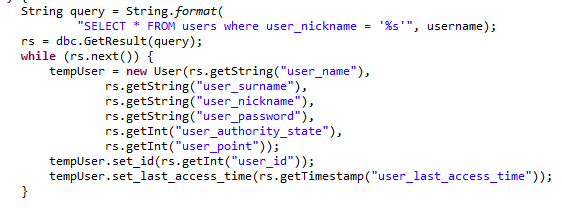 String query = String.format(
"SELECT * FROM users where user_nickname = '%s'", username);
rs = dbc.GetResult(query);
while (rs.next()) {
tempUser = new User(rs.getString("user_name"),
rs.getString("user_surname"),
rs.getString("user_nickname"),
rs.getString("user_password"),
rs.getInt("user_authority_state"),
rs.getInt("user_point"));
tempUser.set_id(rs.getInt("user_id"));
tempUser.set_last_access_time(rs.getTimestamp("user_last_access_time"));
}